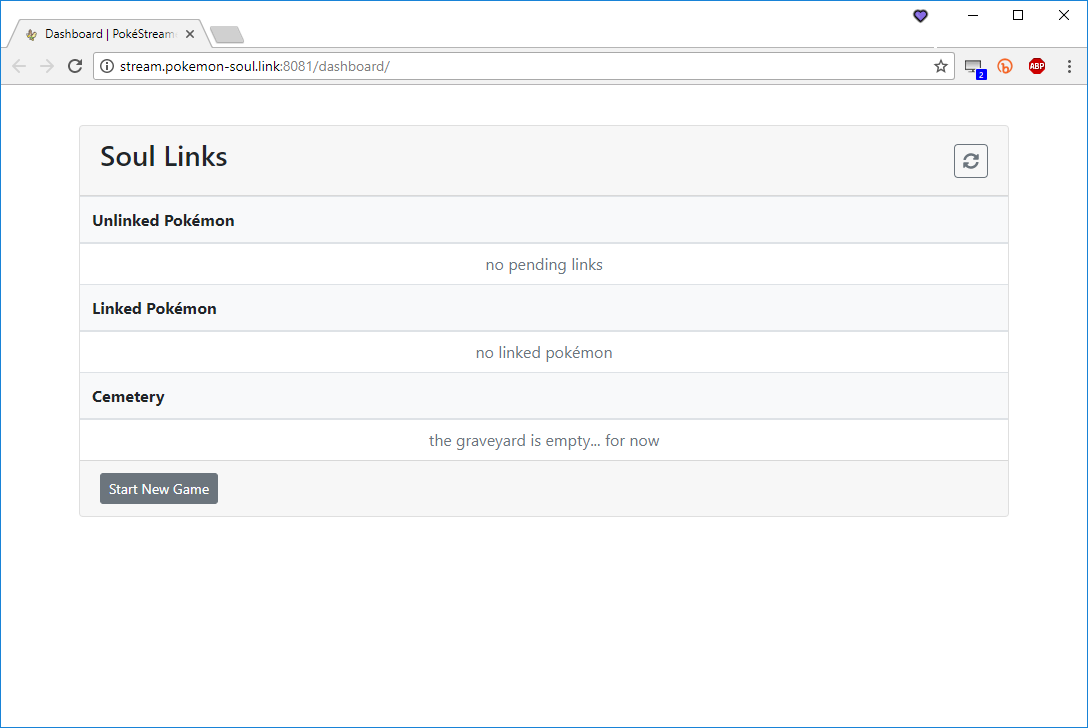 Dashboard | PokéStream
stream.pokemon-soul.link:8081/dashboard/
2
ABP
Soul Links
Unlinked Pokémon
no pending links
Linked Pokémon
no linked pokémon
Cemetery
the graveyard is empty... for now
Start New Game